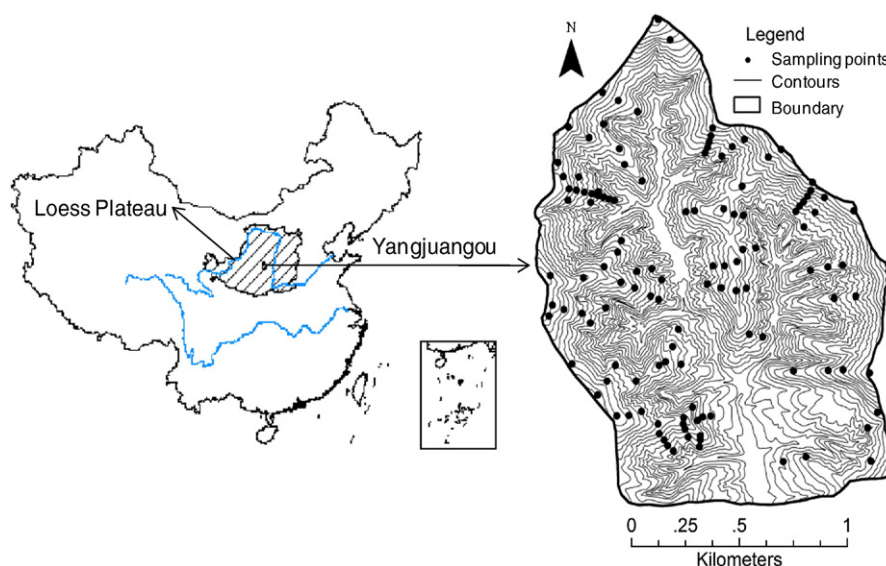 N
Legend
Sampling points
Contours
Boundary
Loess Plateau
Yangjuangou
0 .25 .5 1
Kilometers